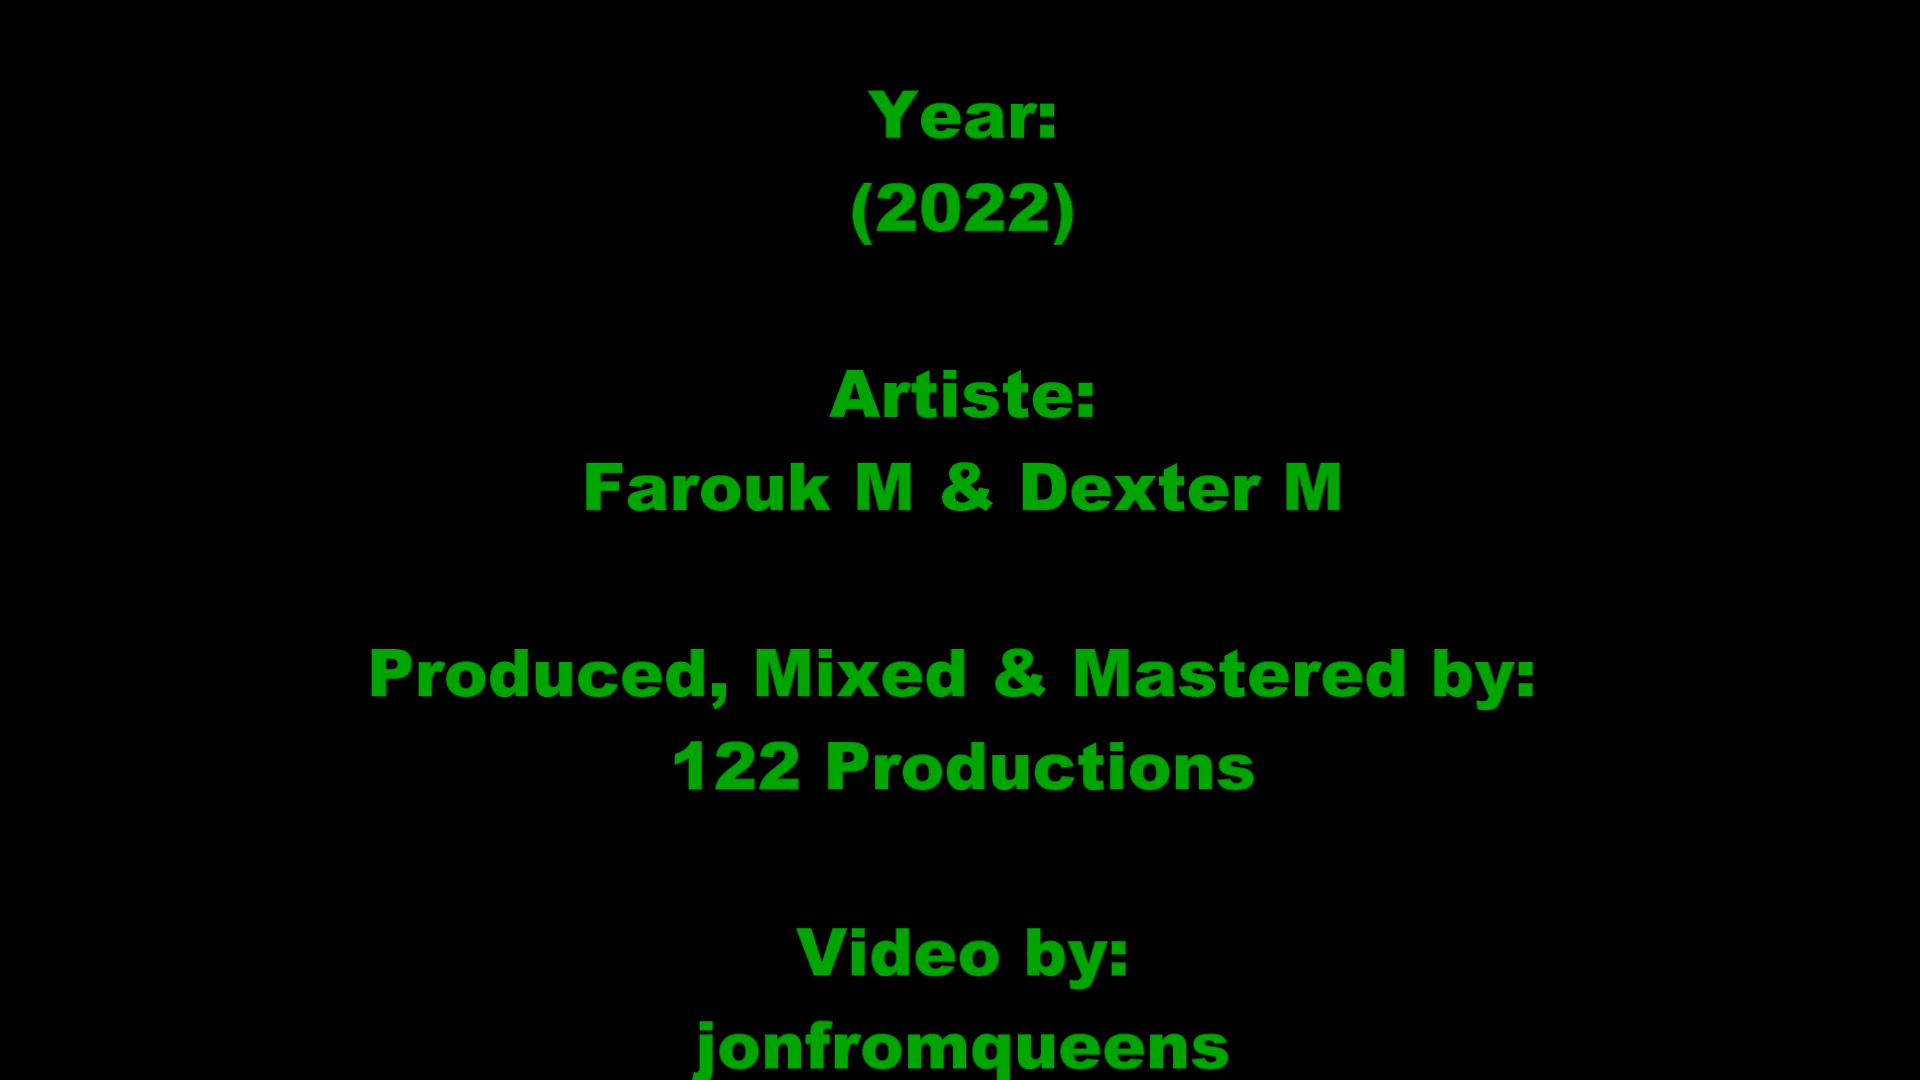 Year:
(2022)
Artiste:
Farouk M & Dexter M
Produced, Mixed & Mastered by:
122 Productions
Video by:
jonfromqueens